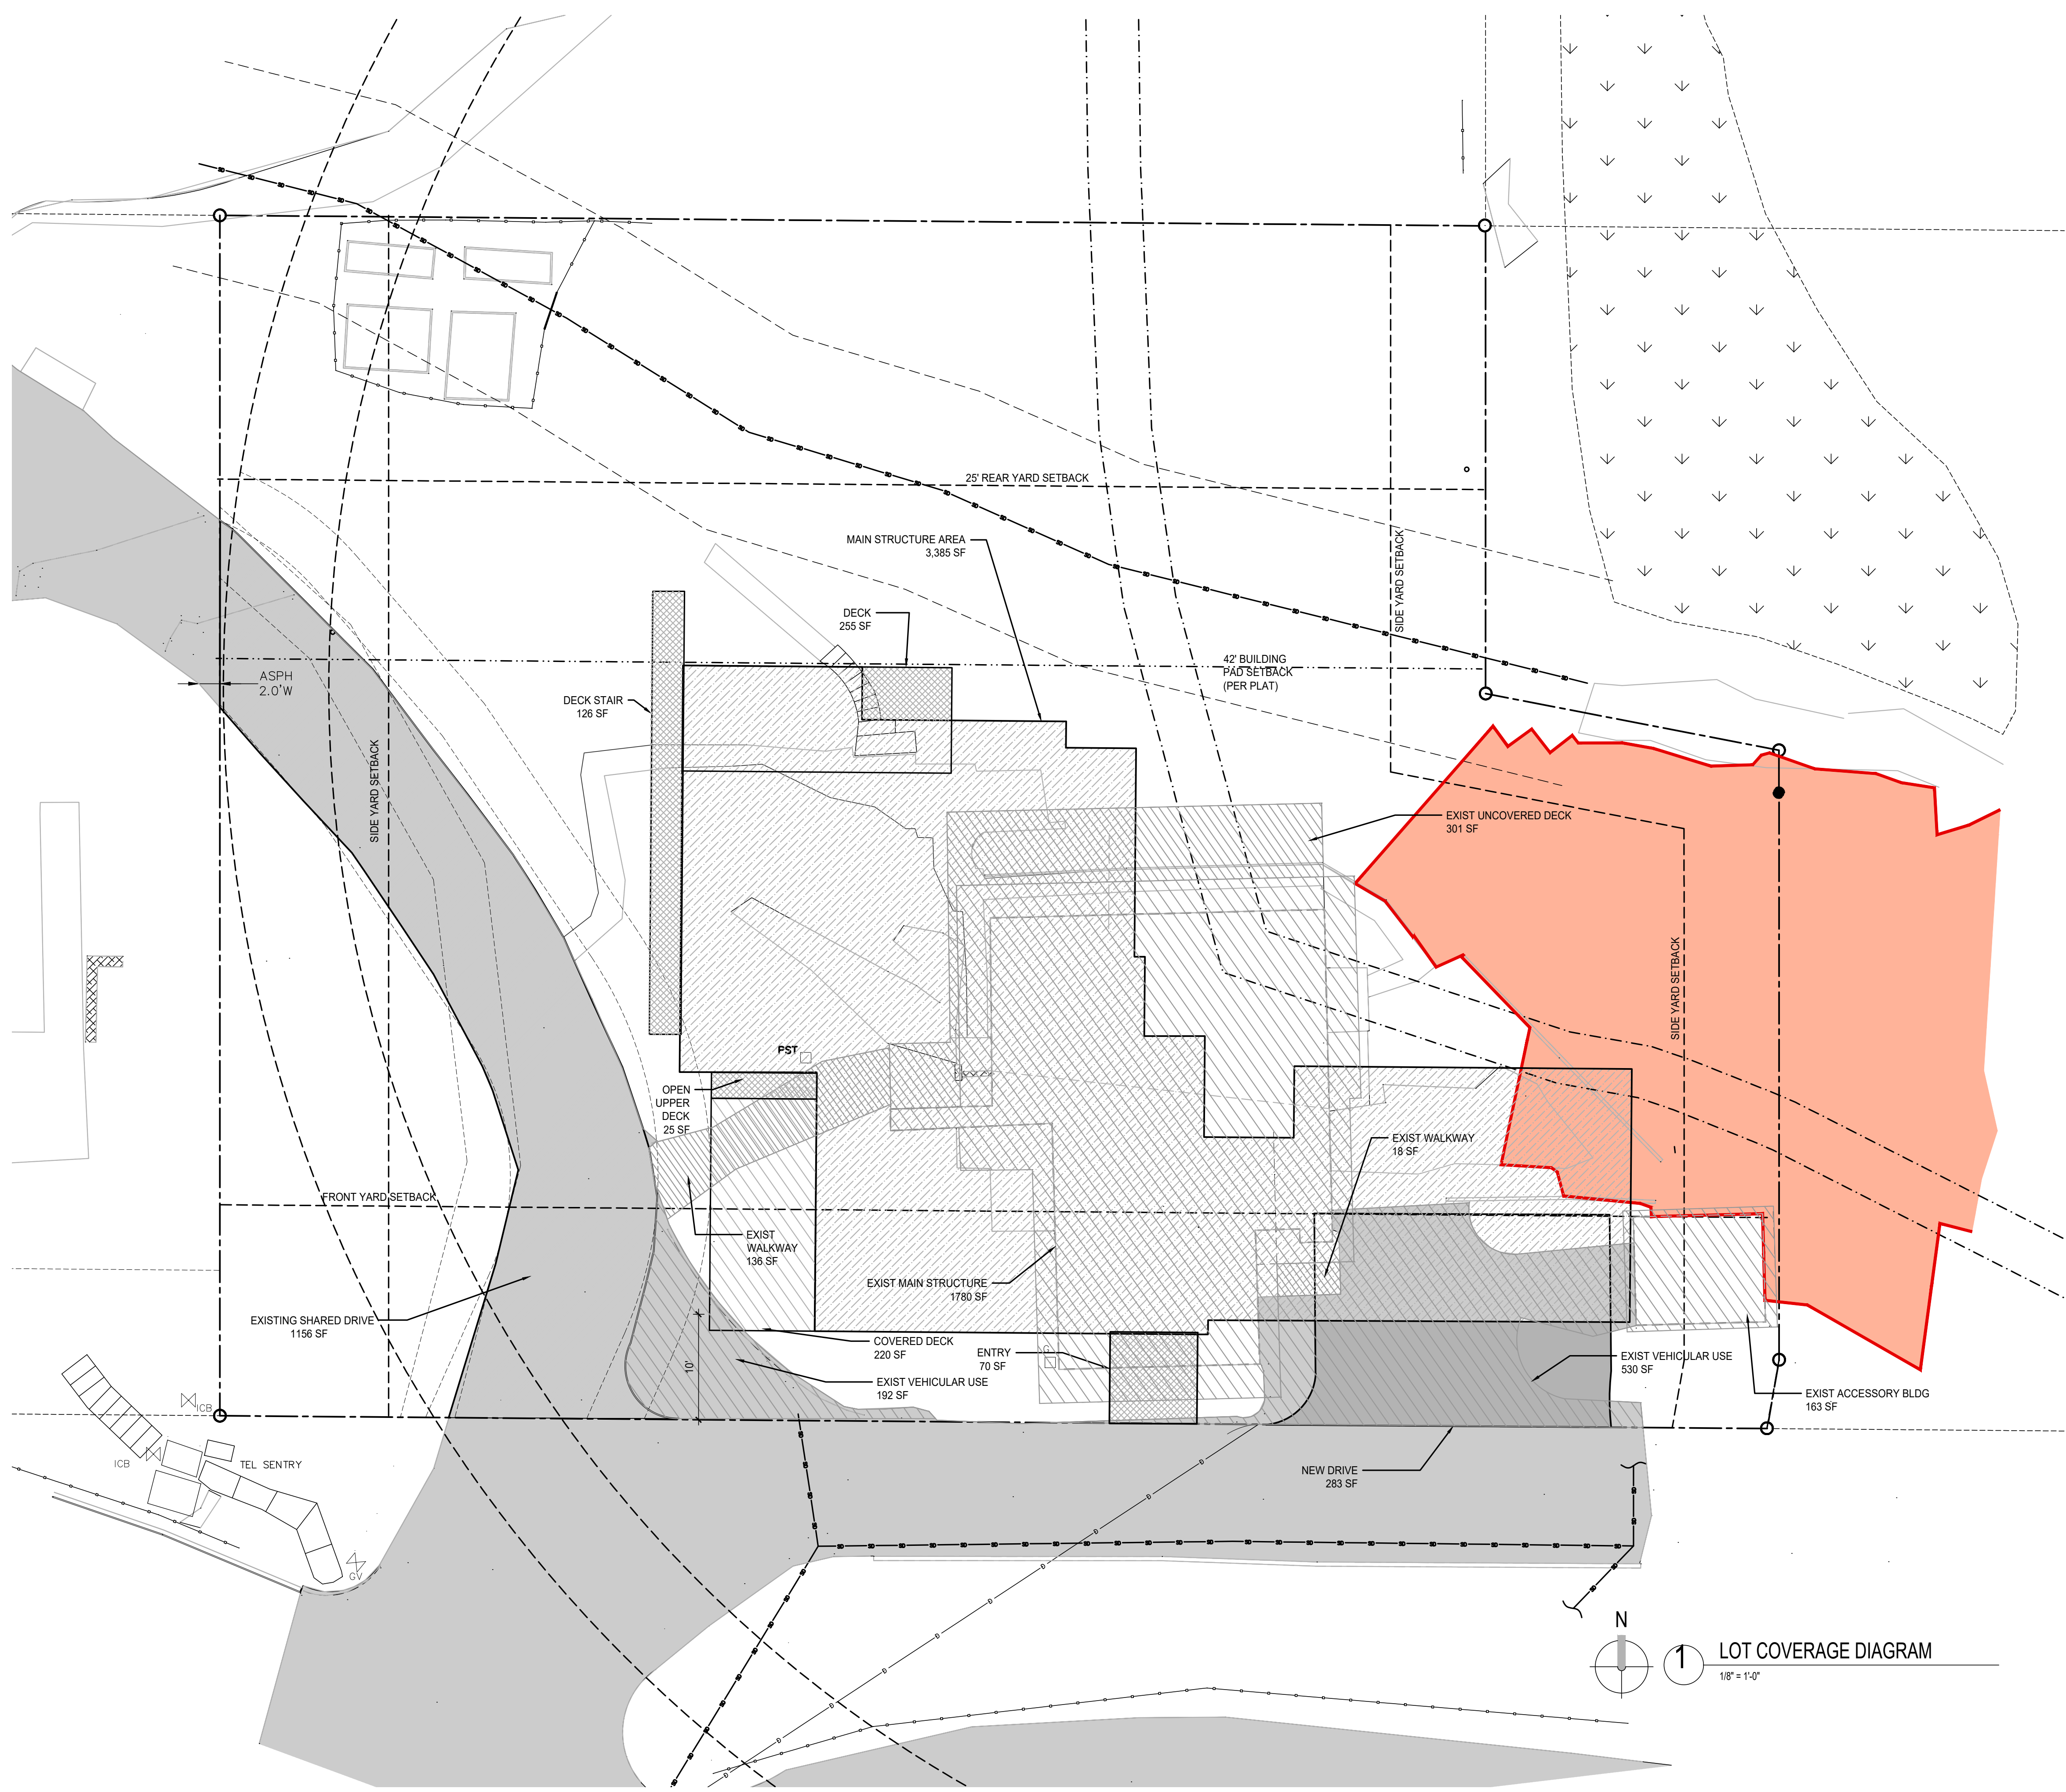 25' REAR YARD SETBACK
MAIN STRUCTURE AREA
3,385 SF
SIDE YARD SETBACK
DECK
255 SF
42' BUILDING
PAD SETBACK
(PER PLAT)
ASPH
2.0'W
DECK STAIR
126 SF
SIDE YARD SETBACK
EXIST UNCOVERED DECK
301 SF
SIDE YARD SETBACK
PST
OPEN
UPPER
DECK
25 SF
EXIST WALKWAY
18 SF
FRONT YARD SETBACK
EXIST
WALKWAY
136 SF
EXIST MAIN STRUCTURE
1780 SF
EXISTING SHARED DRIVE
1156 SF
COVERED DECK
220 SF
ENTRY
70 SF
G
10'
EXIST VEHICULAR USE
530 SF
EXIST VEHICULAR USE
192 SF
EXIST ACCESSORY BLDG
163 SF
ICB
ICB
TEL SENTRY
NEW DRIVE
283 SF
GV
N
1
LOT COVERAGE DIAGRAM
1/8" = 1'-0"